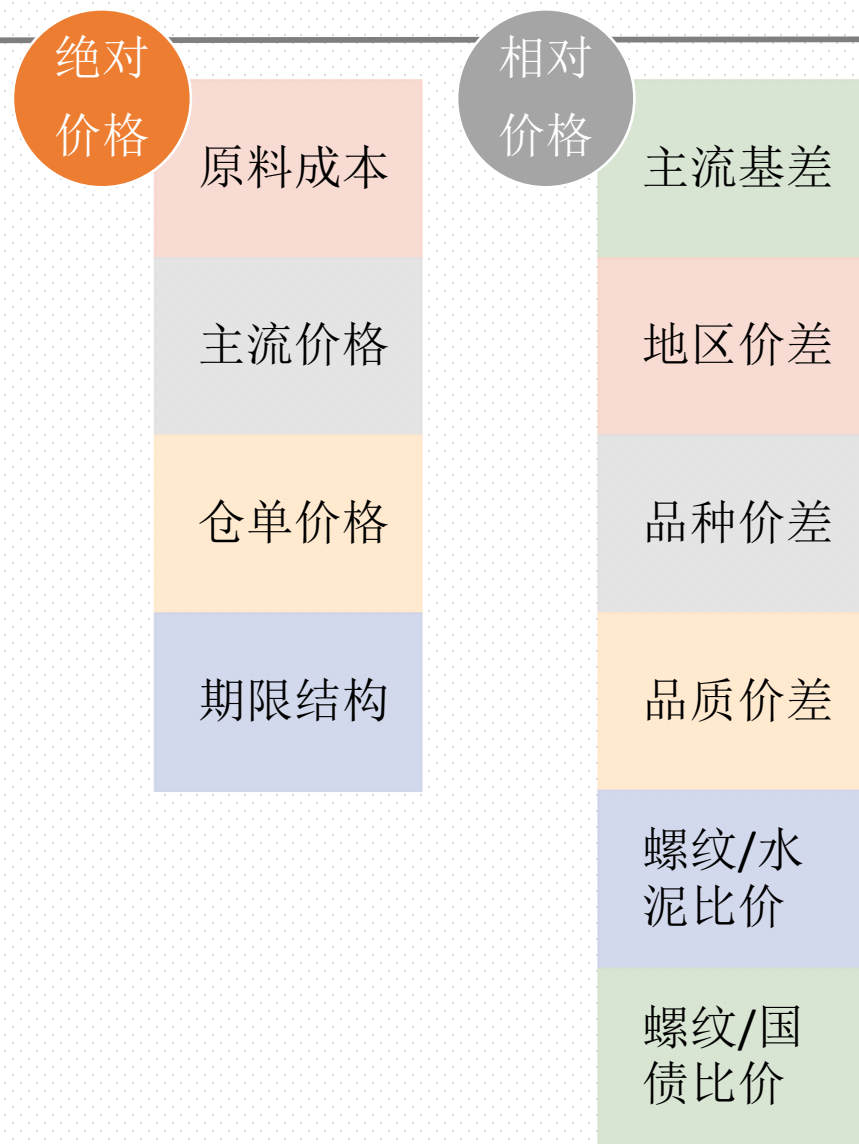 绝对
价格
原料成本
主流价格
仓单价格
期限结构
相对
价格
主流基差
地区价差
品种价差
品质价差
螺纹/水
泥比价
螺纹/国
债比价